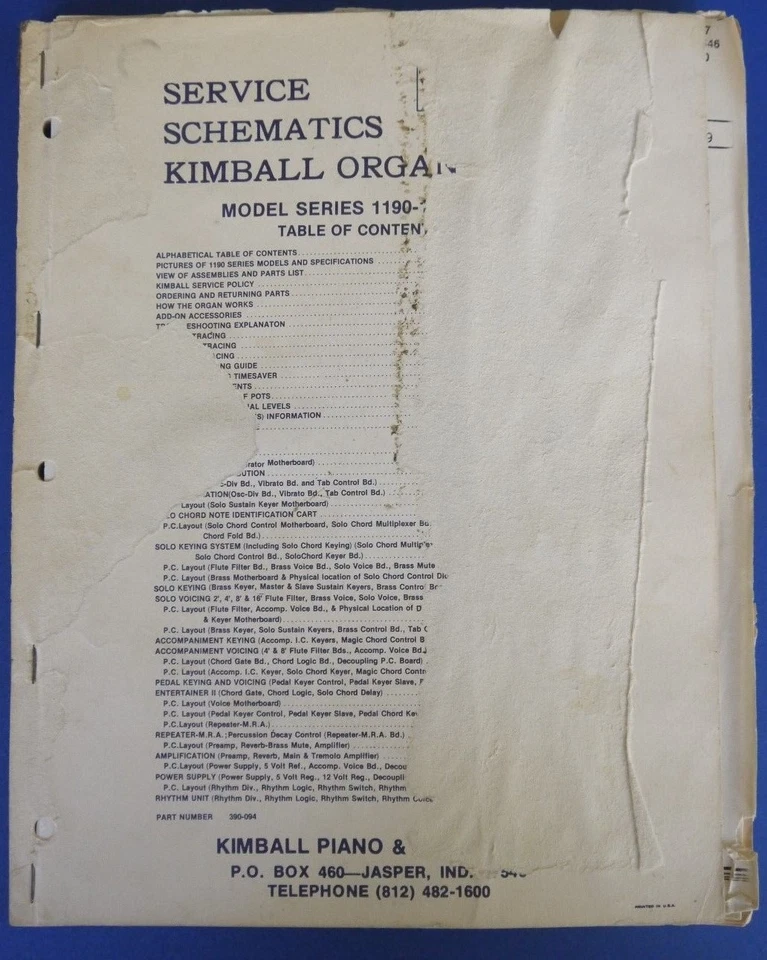 SERVICE
SCHEMATICS
KIMBALL ORGAN
MODEL SERIES 1190-
TABLE OF CONTEN
ALPHABETICAL TABLE OF CONTENTS
PICTURES OF 1190 SERIES MODELS AND SPECIFICATIONS
VIEW OF ASSEMBLIES AND PARTS LIST
KIMBALL SERVICE POLICY
ORDERING AND RETURNING PARTS
HOW THE ORGAN WORKS
ADD-ON ACCESSORIES
ESHOOTING EXPLANATON
TRACING
TRACING
CING
NG GUIDE
TIMESAVER
ENTS
F POTS
AL LEVELS
S) INFORMATION
rator Motherboard)
UTION
c-Div Bd., Vibrato Bd. and Tab Control Bd.)
ATION(Osc-Div Bd., Vibrato Bd., Tab Control Bd.)
Layout (Solo Sustain Keyer Motherboard)
O CHORD NOTE IDENTIFICATION CART
P.C.Layout (Solo Chord Control Motherboard, Solo Chord Multiplexer Bd.
Chord Fold Bd.)
SOLO KEYING SYSTEM (Including Solo Chord Keying) (Solo Chord Multiple
Solo Chord Control Bd., SoloChord Keyer Bd.)
P.C. Layout (Flute Filter Bd., Brass Voice Bd., Solo Voice Bd., Brass Mute
P.C. Layout (Brass Motherboard & Physical location of Solo Chord Control Dio
SOLO KEYING (Brass Keyer, Master & Slave Sustain Keyers, Brass Control Bd
SOLO VOICING 2', 4', 8' & 16' Flute Filter, Brass Voice, Solo Voice, Brass
P.C. Layout (Flute Filter, Accomp. Voice Bd., & Physical Location of D
& Keyer Motherboard)
P.C. Layout (Brass Keyer, Solo Sustain Keyers, Brass Control Bd., Tab C
ACCOMPANIMENT KEYING (Accomp. I.C. Keyers, Magic Chord Control B
ACCOMPANIMENT VOICING (4' & 8' Flute Filter Bds., Accomp. Voice Bd.,
P.C. Layout (Chord Gate Bd., Chord Logic Bd., Decoupling P.C. Board)
P.C. Layout (Accomp. I.C. Keyer, Solo Chord Keyer, Magic Chord Contr
PEDAL KEYING AND VOICING (Pedal Keyer Control, Pedal Keyer Slave, P
ENTERTAINER II (Chord Gate, Chord Logic, Solo Chord Delay)
P.C. Layout (Voice Motherboard)
P.C. Layout (Pedal Keyer Control, Pedal Keyer Slave, Pedal Chord Key
P.C.Layout (Repeater-M.R.A.)
REPEATER-M.R.A.;Percussion Decay Control (Repeater-M.R.A. Bd.)
P.C.Layout (Preamp, Reverb-Brass Mute, Amplifier)
AMPLIFICATION (Preamp, Reverb, Main & Tremolo Amplifier)
P.C.Layout (Power Supply, 5 Volt Ref., Accomp. Voice Bd., Decou
POWER SUPPLY (Power Supply, 5 Volt Reg., 12 Volt Reg., Decoupli
P.C. Layout (Rhythm Div., Rhythm Logic, Rhythm Switch, Rhythm
RHYTHM UNIT (Rhythm Div., Rhythm Logic, Rhythm Switch, Rhythm
PART NUMBER 390-094
KIMBALL PIANO &
P.O. BOX 460—JASPER, IND.
TELEPHONE (812) 482-1600
PRINTED IN U.S.A.
7
46
9